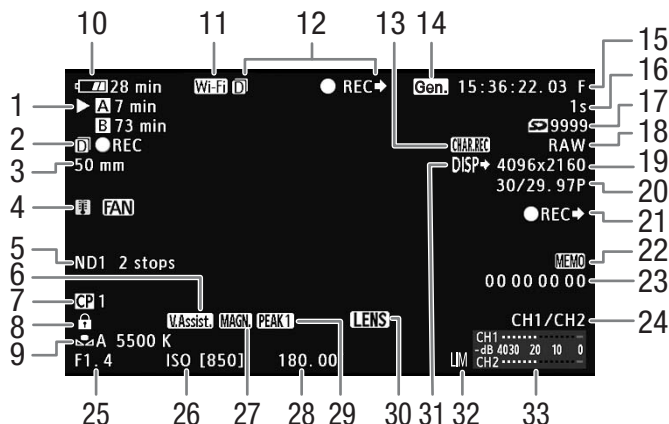 10 11 12 13 14
15
16
17
18
19
20
21
22
23
24
1
2
3
4
5
6
7
8
9
28 min Wi-Fi D REC Gen. 15:36:22.03 F
A 7 min 1s
B 73 min 9999
D REC CHAR.REC RAW
50 mm DISP 4096x2160
30/29.97P
FAN REC
ND1 2 stops MEMO
00 00 00 00
CP 1
V.Assist. MAGN. PEAK1 LENS CH1/CH2
A 5500 K CH1
-dB 40 30 20 10 0
F1.4 ISO [850] 180.00 LIM CH2
25 26 27 28 29 30 31 32 33